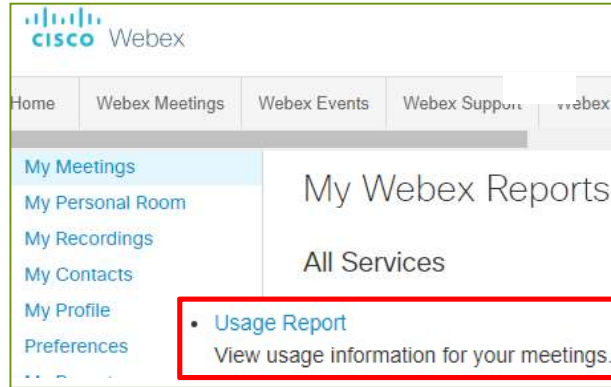 CISCO Webex
Home Webex Meetings Webex Events Webex Support Webex
My Meetings
My Personal Room
My Recordings
My Contacts
My Profile
Preferences
My Webex Reports
All Services
• Usage Report
View usage information for your meetings.